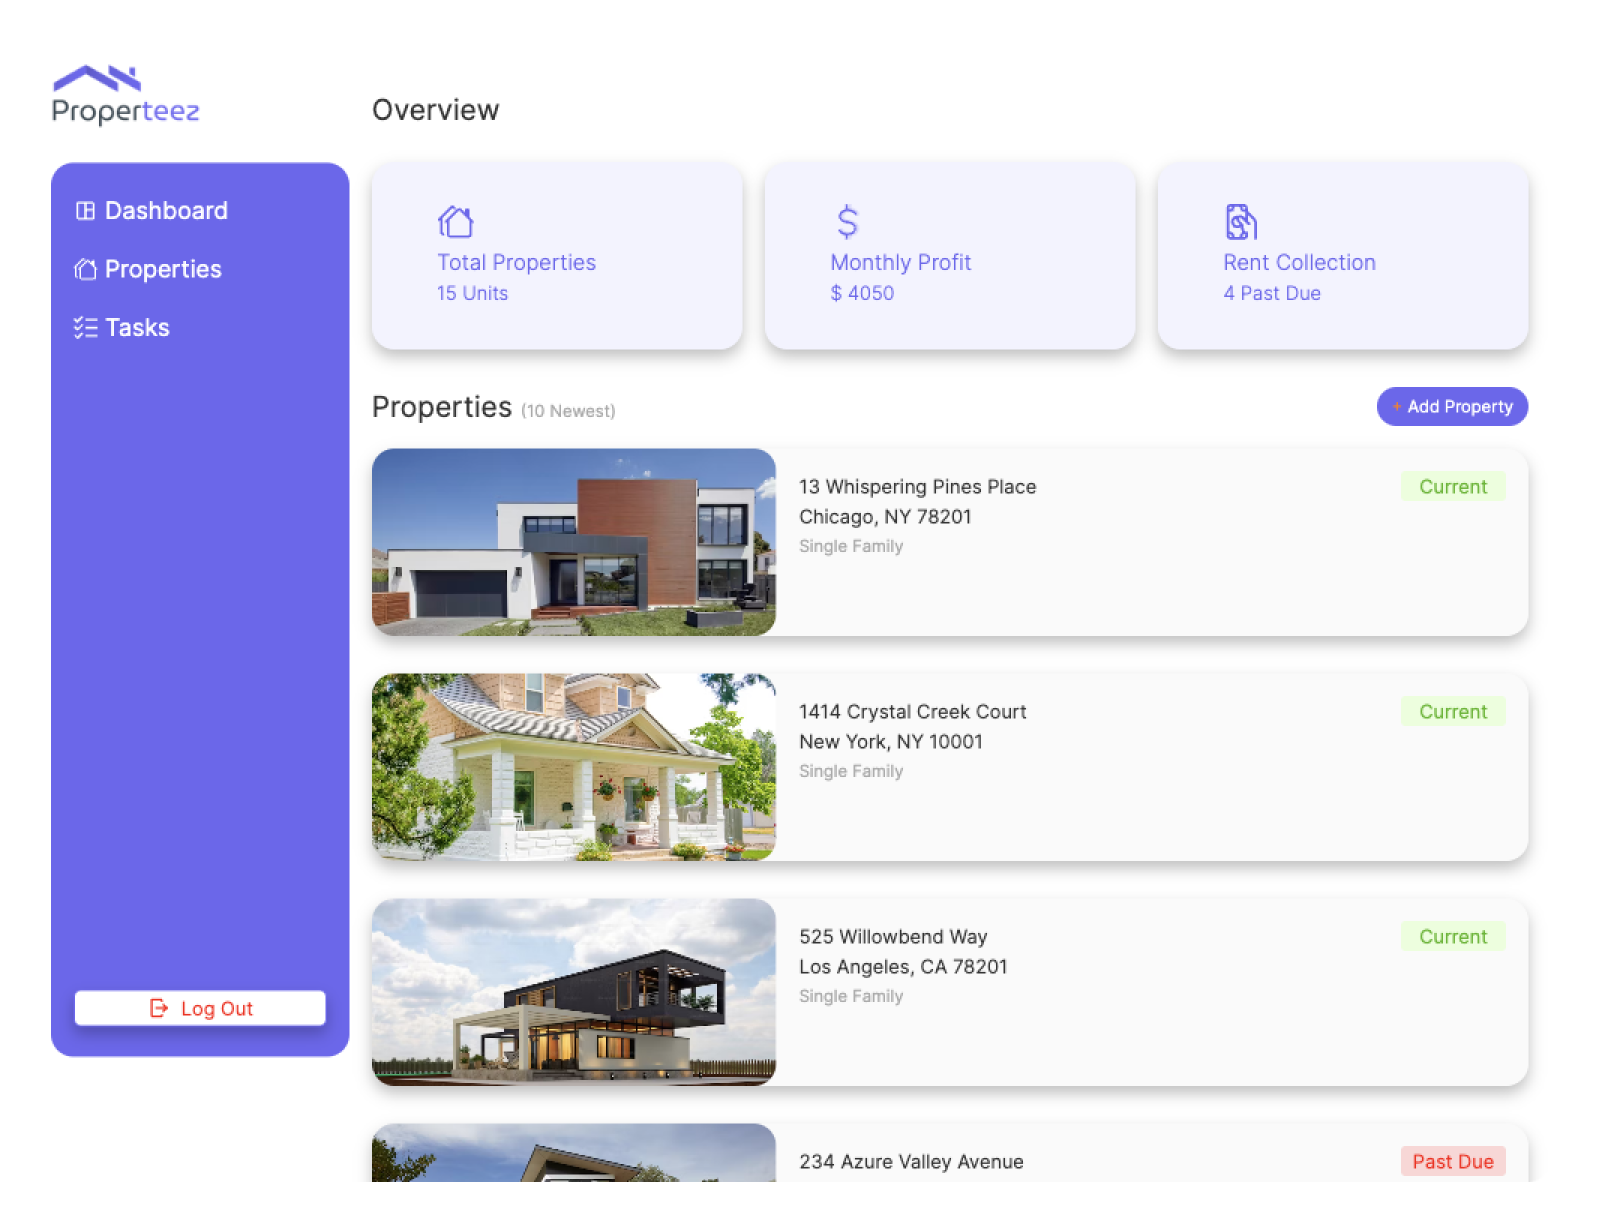 Properteez
Overview
Dashboard
Properties
Tasks
Log Out
Total Properties
15 Units
Monthly Profit
$ 4050
Rent Collection
4 Past Due
Properties (10 Newest)
+ Add Property
13 Whispering Pines Place
Chicago, NY 78201
Single Family
Current
1414 Crystal Creek Court
New York, NY 10001
Single Family
Current
525 Willowbend Way
Los Angeles, CA 78201
Single Family
Current
234 Azure Valley Avenue
Past Due